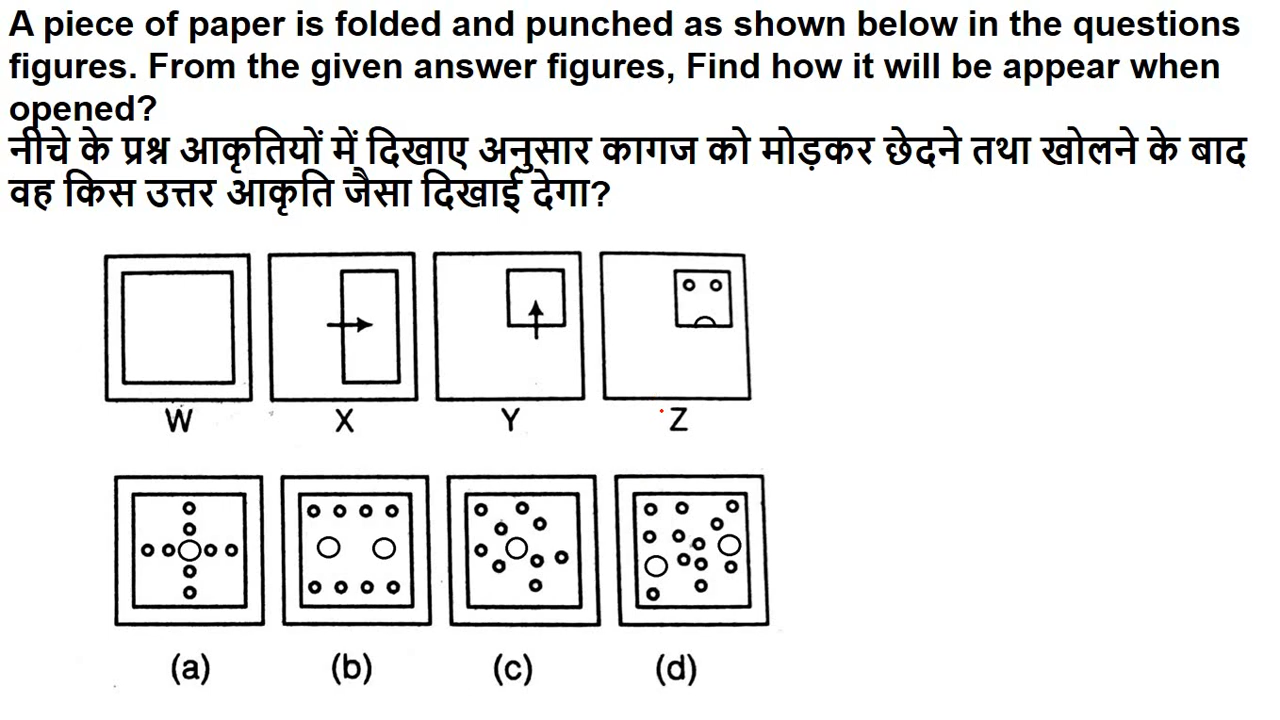 A piece of paper is folded and punched as shown below in the questions
figures. From the given answer figures, Find how it will be appear when
opened?
नीचे के प्रश्न आकृतियों में दिखाए अनुसार कागज को मोड़कर छेदने तथा खोलने के बाद
वह किस उत्तर आकृति जैसा दिखाई देगा?
W X Y Z
(a) (b) (c) (d)